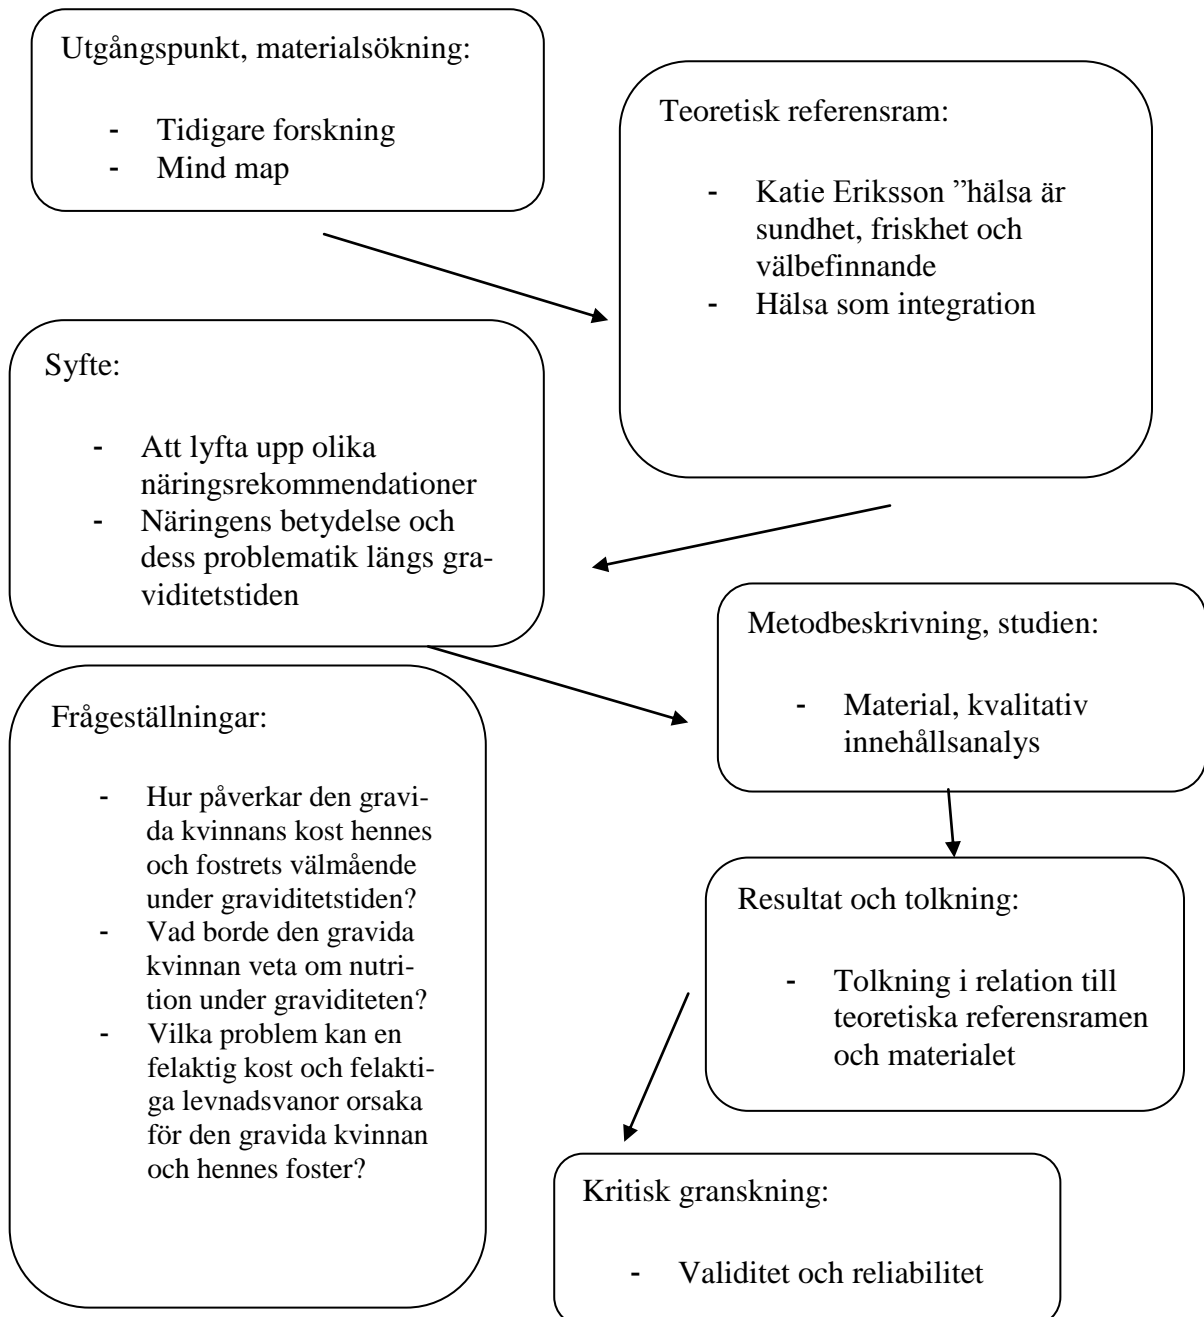 Utgångspunkt, materialsökning:
- Tidigare forskning
- Mind map
Teoretisk referensram:
- Katie Eriksson ”hälsa är
sundhet, friskhet och
välbefinnande
- Hälsa som integration
Syfte:
- Att lyfta upp olika
näringsrekommendationer
- Näringens betydelse och
dess problematik längs gra-
viditetstiden
Metodbeskrivning, studien:
- Material, kvalitativ
innehållsanalys
Frågeställningar:
- Hur påverkar den gravi-
da kvinnans kost hennes
och fostrets välmående
under graviditetstiden?
- Vad borde den gravida
kvinnan veta om nutri-
tion under graviditeten?
- Vilka problem kan en
felaktig kost och felakti-
ga levnadsvanor orsaka
för den gravida kvinnan
och hennes foster?
Resultat och tolkning:
- Tolkning i relation till
teoretiska referensramen
och materialet
Kritisk granskning:
- Validitet och reliabilitet